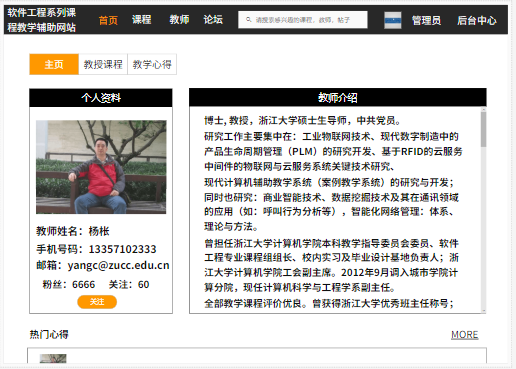 软件工程系列课
程教学辅助网站
首页 课程 教师 论坛
请搜索感兴趣的课程，教师，帖子
管理员 后台中心
主页 教授课程 教学心得
个人资料
教师姓名：杨枨
手机号码：13357102333
邮箱：yangc@zucc.edu.cn
粉丝：6666 关注：60
关注
教师介绍
博士, 教授，浙江大学硕士生导师，中共党员。
研究工作主要集中在：工业物联网技术、现代数字制造中的
产品生命周期管理（PLM）的研究开发、基于RFID的云服务
中间件的物联网与云服务系统关键技术研究、
现代计算机辅助教学系统（案例教学系统）的研究与开发；
同时也研究：商业智能技术、数据挖掘技术及其在通讯领域
的应用（如：呼叫行为分析等），智能化网络管理：体系、
理论与方法。
曾担任浙江大学计算机学院本科教学指导委员会委员、软件
工程专业课程组组长、校内实习及毕业设计基地负责人；浙
江大学计算机学院工会副主席。2012年9月调入城市学院计
算分院，现任计算机科学与工程学系副主任。
全部教学课程评价优良。曾获得浙江大学优秀班主任称号；
热门心得
MORE